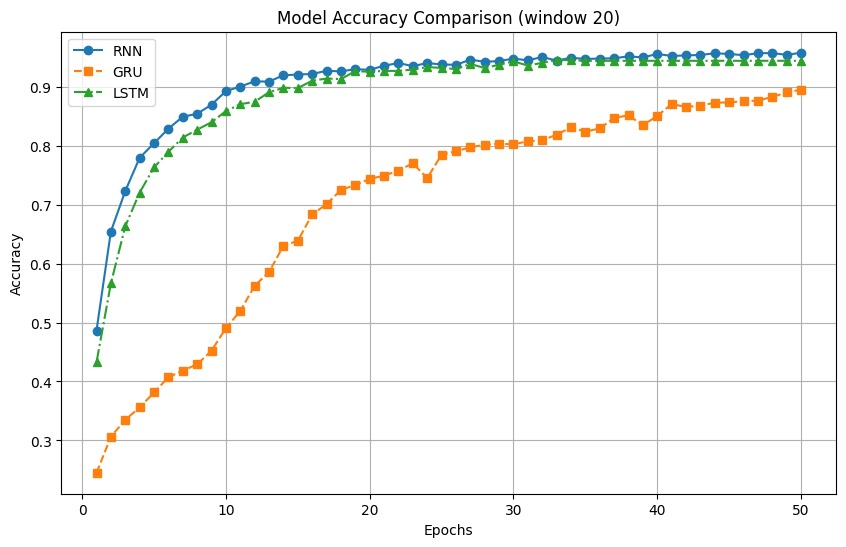 Model Accuracy Comparison (window 20)
RNN
GRU
LSTM
0.9
0.8
0.7
0.6
0.5
0.4
0.3
Accuracy
0 10 20 30 40 50
Epochs